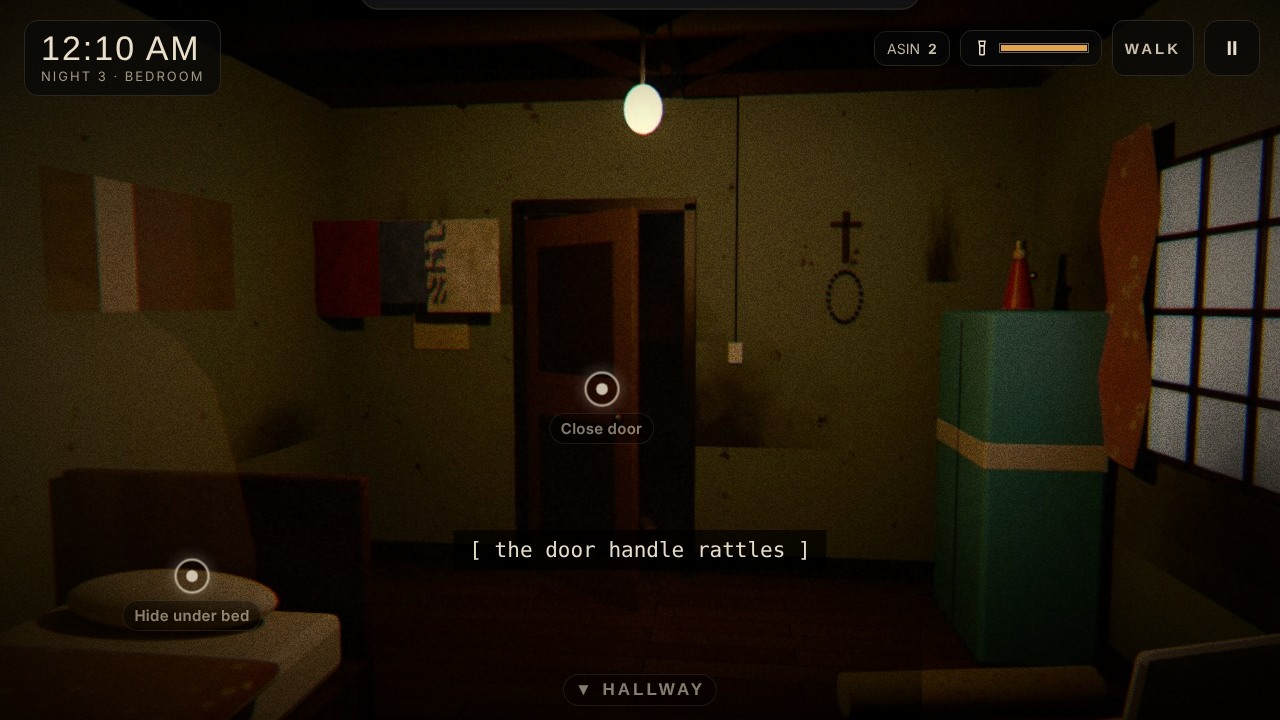 12:10 AM
NIGHT 3 · BEDROOM
ASIN 2
WALK
Close door
[ the door handle rattles ]
Hide under bed
▼ HALLWAY